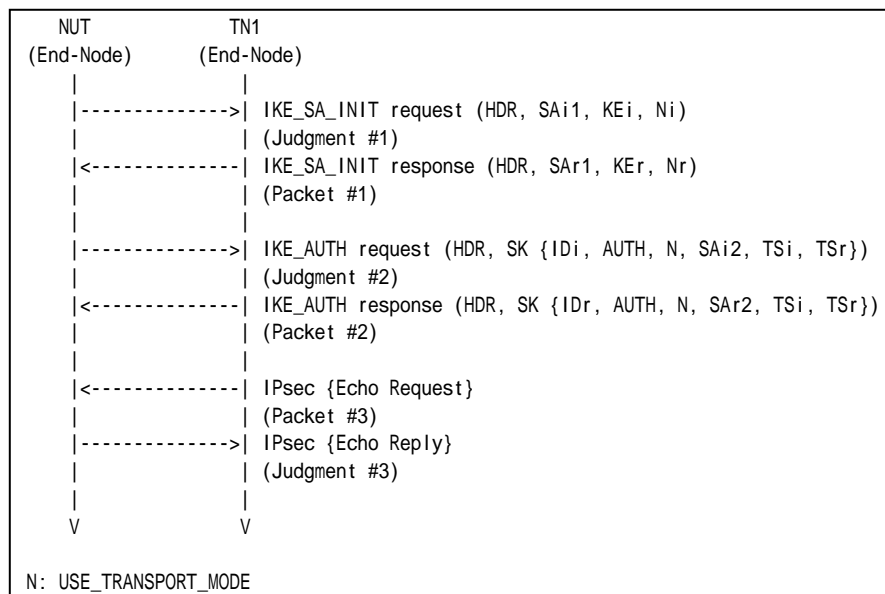 NUT TN1
(End-Node) (End-Node)
| |
|-------------->| IKE_SA_INIT request (HDR, SAi1, KEi, Ni)
| | (Judgment #1)
|<--------------| IKE_SA_INIT response (HDR, SAr1, KEr, Nr)
| | (Packet #1)
| |
|-------------->| IKE_AUTH request (HDR, SK {IDi, AUTH, N, SAi2, TSi, TSr})
| | (Judgment #2)
|<--------------| IKE_AUTH response (HDR, SK {IDr, AUTH, N, SAr2, TSi, TSr})
| | (Packet #2)
| |
|<--------------| IPsec {Echo Request}
| | (Packet #3)
|-------------->| IPsec {Echo Reply}
| | (Judgment #3)
| |
V V
N: USE_TRANSPORT_MODE